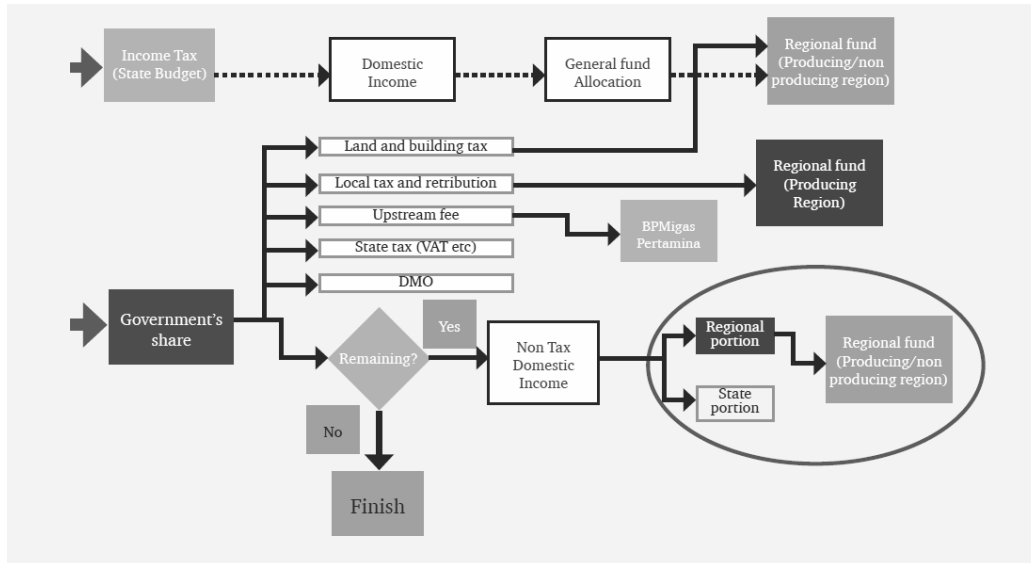 Income Tax
(State Budget)
Domestic
Income
General fund
Allocation
Regional fund
(Producing/non
producing region)
Land and building tax
Local tax and retribution
Upstream fee
State tax (VAT etc)
DMO
Regional fund
(Producing
Region)
BPMigas
Pertamina
Government's
share
Remaining?
Yes
No
Finish
Non Tax
Domestic
Income
Regional
portion
State
portion
Regional fund
(Producing/non
producing region)